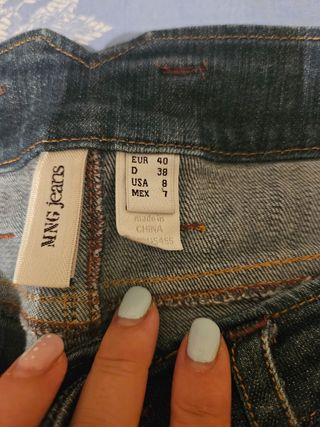 MNG jeans
EUR 40
D 38
USA 8
MEX 7
made in
CHINA